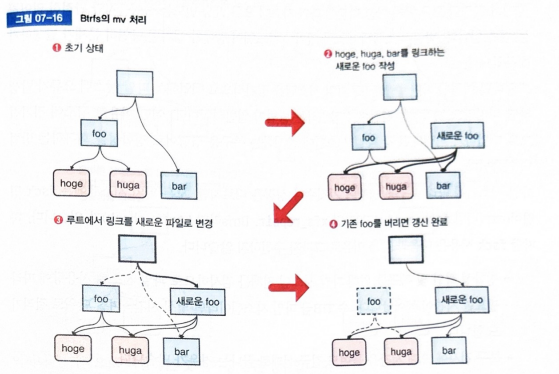 그림 07-16 Btrfs의 mv 처리
❶ 초기 상태
foo
hoge
huga
bar
❷ hoge, huga, bar를 링크하는
새로운 foo 작성
foo
새로운 foo
hoge
huga
bar
❸ 루트에서 링크를 새로운 파일로 변경
foo
새로운 foo
hoge
huga
bar
❹ 기존 foo를 버리면 갱신 완료
foo
새로운 foo
hoge
huga
bar